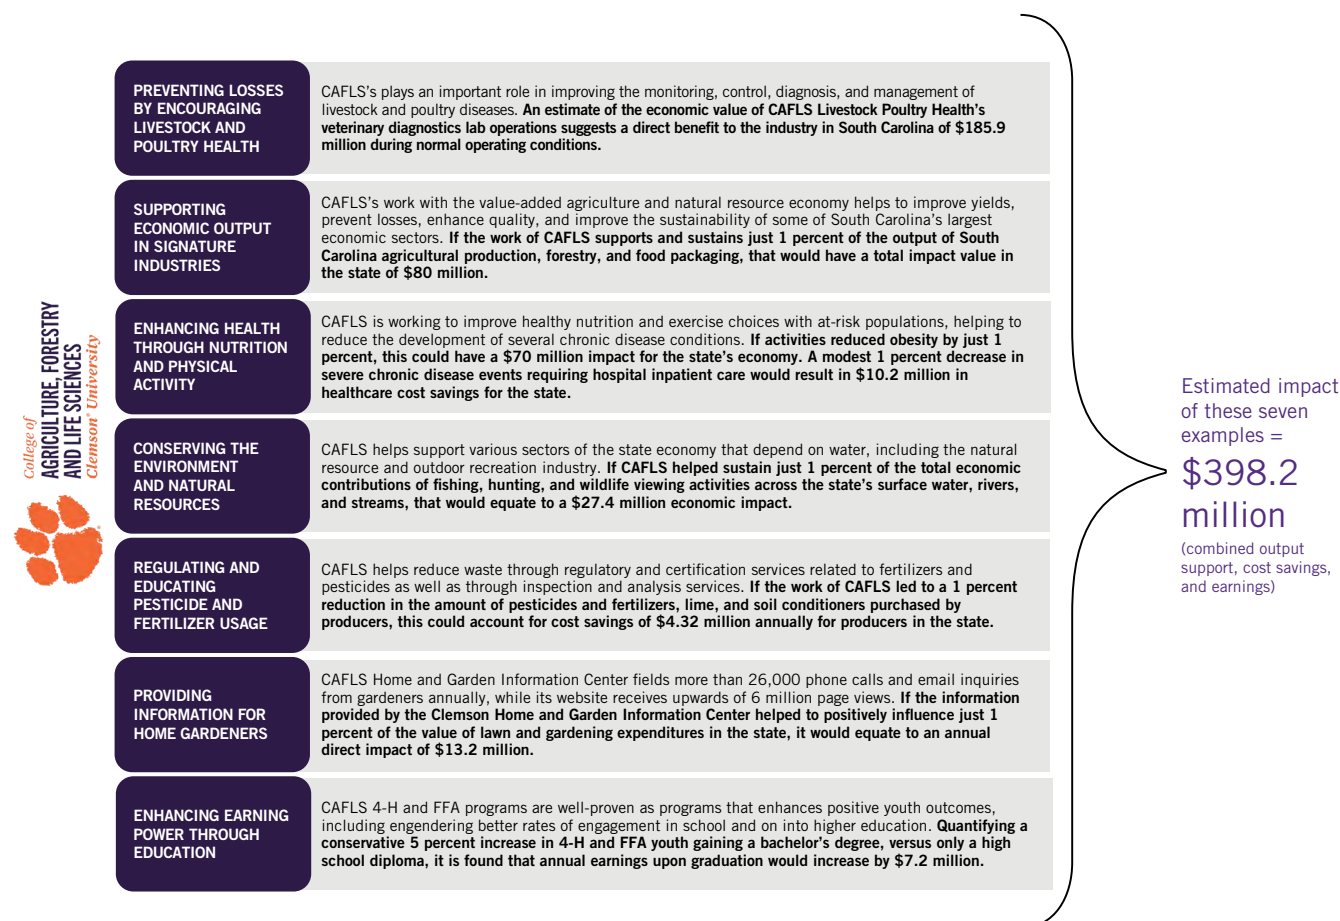 College of
AGRICULTURE, FORESTRY
AND LIFE SCIENCES
Clemson® University
PREVENTING LOSSES
BY ENCOURAGING
LIVESTOCK AND
POULTRY HEALTH
CAFLS’s plays an important role in improving the monitoring, control, diagnosis, and management of
livestock and poultry diseases. An estimate of the economic value of CAFLS Livestock Poultry Health’s
veterinary diagnostics lab operations suggests a direct benefit to the industry in South Carolina of $185.9
million during normal operating conditions.
SUPPORTING
ECONOMIC OUTPUT
IN SIGNATURE
INDUSTRIES
CAFLS’s work with the value-added agriculture and natural resource economy helps to improve yields,
prevent losses, enhance quality, and improve the sustainability of some of South Carolina’s largest
economic sectors. If the work of CAFLS supports and sustains just 1 percent of the output of South
Carolina agricultural production, forestry, and food packaging, that would have a total impact value in
the state of $80 million.
ENHANCING HEALTH
THROUGH NUTRITION
AND PHYSICAL
ACTIVITY
CAFLS is working to improve healthy nutrition and exercise choices with at-risk populations, helping to
reduce the development of several chronic disease conditions. If activities reduced obesity by just 1
percent, this could have a $70 million impact for the state’s economy. A modest 1 percent decrease in
severe chronic disease events requiring hospital inpatient care would result in $10.2 million in
healthcare cost savings for the state.
CONSERVING THE
ENVIRONMENT
AND NATURAL
RESOURCES
CAFLS helps support various sectors of the state economy that depend on water, including the natural
resource and outdoor recreation industry. If CAFLS helped sustain just 1 percent of the total economic
contributions of fishing, hunting, and wildlife viewing activities across the state’s surface water, rivers,
and streams, that would equate to a $27.4 million economic impact.
REGULATING AND
EDUCATING
PESTICIDE AND
FERTILIZER USAGE
CAFLS helps reduce waste through regulatory and certification services related to fertilizers and
pesticides as well as through inspection and analysis services. If the work of CAFLS led to a 1 percent
reduction in the amount of pesticides and fertilizers, lime, and soil conditioners purchased by
producers, this could account for cost savings of $4.32 million annually for producers in the state.
PROVIDING
INFORMATION FOR
HOME GARDENERS
CAFLS Home and Garden Information Center fields more than 26,000 phone calls and email inquiries
from gardeners annually, while its website receives upwards of 6 million page views. If the information
provided by the Clemson Home and Garden Information Center helped to positively influence just 1
percent of the value of lawn and gardening expenditures in the state, it would equate to an annual
direct impact of $13.2 million.
ENHANCING EARNING
POWER THROUGH
EDUCATION
CAFLS 4-H and FFA programs are well-proven as programs that enhances positive youth outcomes,
including engendering better rates of engagement in school and on into higher education. Quantifying a
conservative 5 percent increase in 4-H and FFA youth gaining a bachelor’s degree, versus only a high
school diploma, it is found that annual earnings upon graduation would increase by $7.2 million.
Estimated impact
of these seven
examples =
$398.2
million
(combined output
support, cost savings,
and earnings)